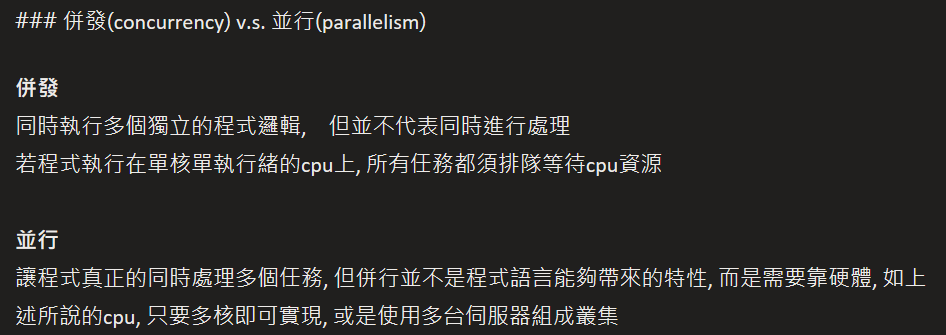 ### 併發(concurrency) v.s. 並行(parallelism)
併發
同時執行多個獨立的程式邏輯, 但並不代表同時進行處理
若程式執行在單核單執行緒的cpu上, 所有任務都須排隊等待cpu資源
並行
讓程式真正的同時處理多個任務, 但併行並不是程式語言能夠帶來的特性, 而是需要靠硬體, 如上
述所說的cpu, 只要多核即可實現, 或是使用多台伺服器組成叢集